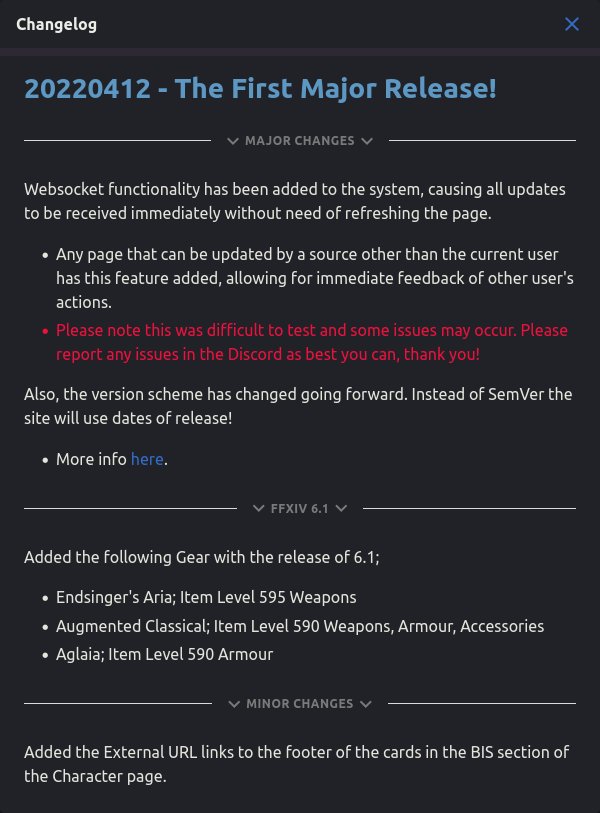 Changelog
20220412 - The First Major Release!
MAJOR CHANGES
Websocket functionality has been added to the system, causing all updates
to be received immediately without need of refreshing the page.
• Any page that can be updated by a source other than the current user
has this feature added, allowing for immediate feedback of other user's
actions.
• Please note this was difficult to test and some issues may occur. Please
report any issues in the Discord as best you can, thank you!
Also, the version scheme has changed going forward. Instead of SemVer the
site will use dates of release!
• More info here.
FFXIV 6.1
Added the following Gear with the release of 6.1;
• Endsinger's Aria; Item Level 595 Weapons
• Augmented Classical; Item Level 590 Weapons, Armour, Accessories
• Aglaia; Item Level 590 Armour
MINOR CHANGES
Added the External URL links to the footer of the cards in the BIS section of
the Character page.